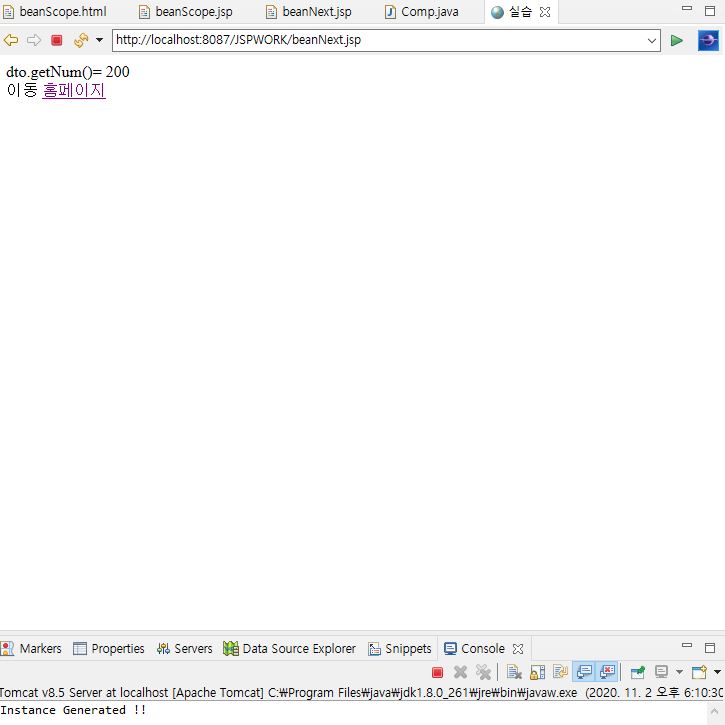 beanScope.html beanScope.jsp beanNext.jsp Comp.java 실습
http://localhost:8087/JSPWORK/beanNext.jsp
dto.getNum()= 200
이동 홈페이지
Markers Properties Servers Data Source Explorer Snippets Console
Tomcat v8.5 Server at localhost [Apache Tomcat] C:₩Program Files₩java₩jdk1.8.0_261₩jre₩bin₩javaw.exe (2020. 11. 2 오후 6:10:30
Instance Generated !!